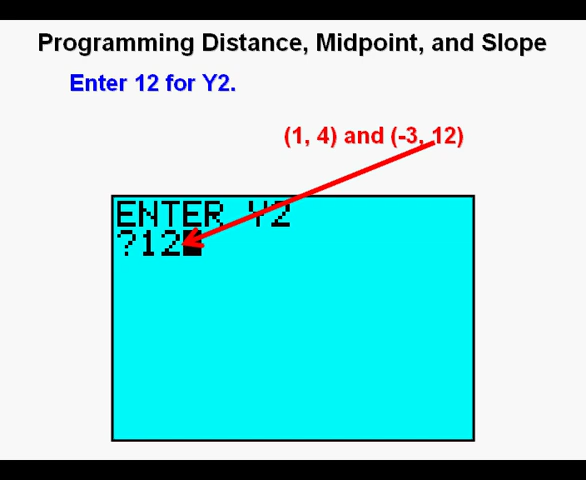 Programming Distance, Midpoint, and Slope
Enter 12 for Y2.
(1, 4) and (-3, 12)
ENTER Y2
?12